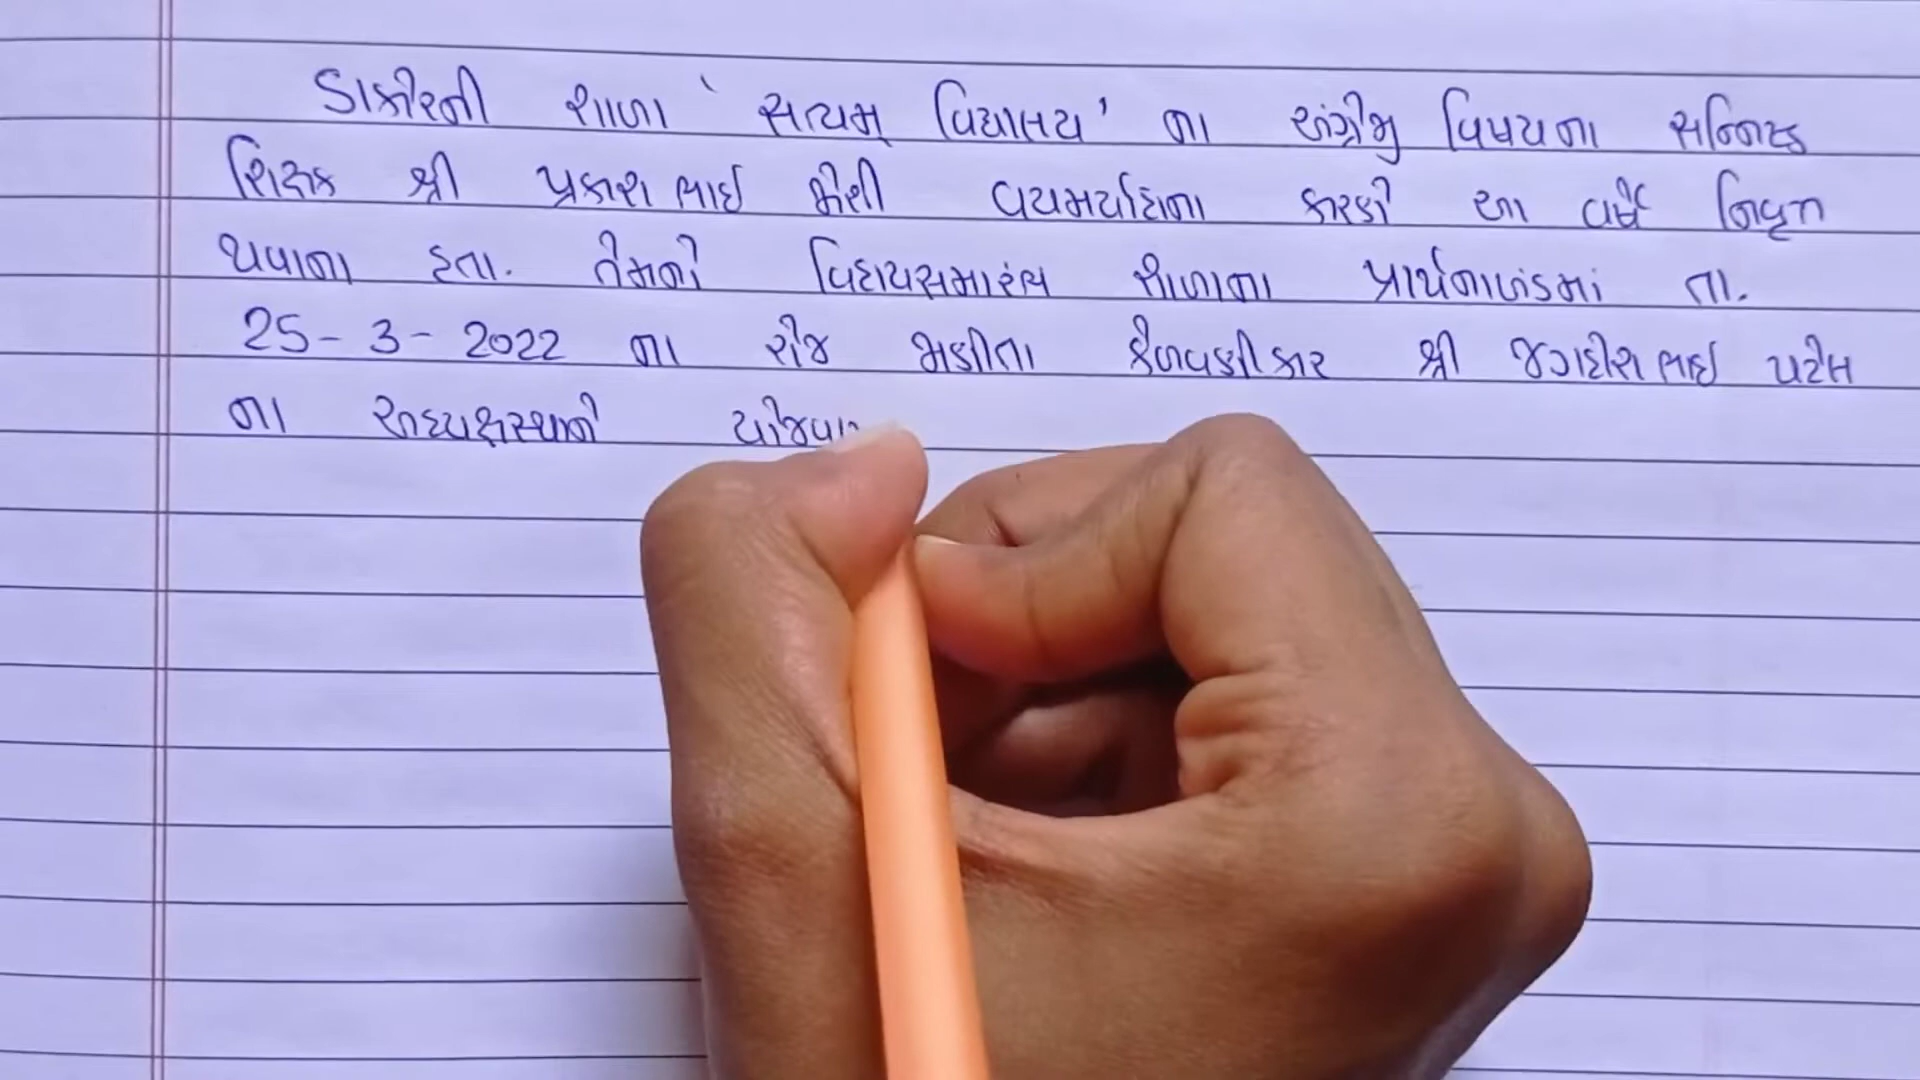 ડાકોરની શાળા 'સત્યમ્ વિદ્યાલય' ના અંગ્રેજી વિષયના સન્નિષ્ઠ
શિક્ષક શ્રી પ્રકાશભાઇ જોશી વયમર્યાદાના કારણે આ વર્ષે નિવૃત્ત
થવાના હતા. તેમનો વિદાયસમારંભ શાળાના પ્રાર્થનાખંડમાં તા.
25-3-2022 ના રોજ જાણીતા કેળવણીકાર શ્રી જગદીશભાઇ પટેલ
ના અધ્યક્ષસ્થાને યોજવા